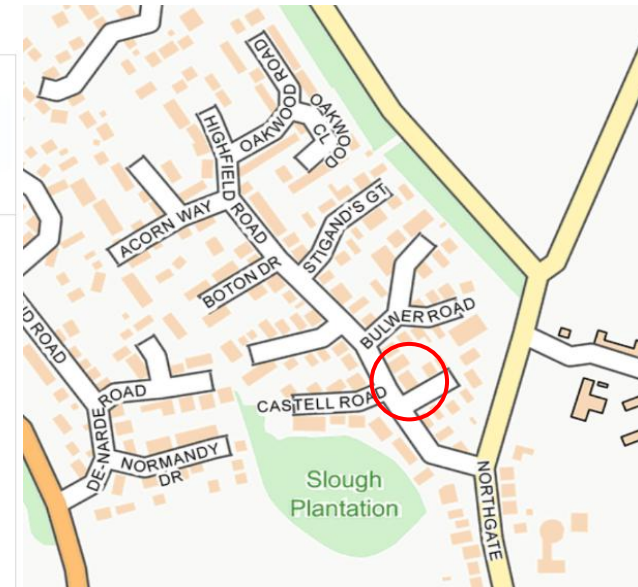 OAKWOOD ROAD
OAKWOOD
CL
HIGHFIELD ROAD
ACORN WAY
STIGAND'S GT
BOTON DR
BULWER ROAD
CASTELL ROAD
ROAD
DE-NARDE ROAD
NORMANDY
DR
Slough
Plantation
NORTHGATE